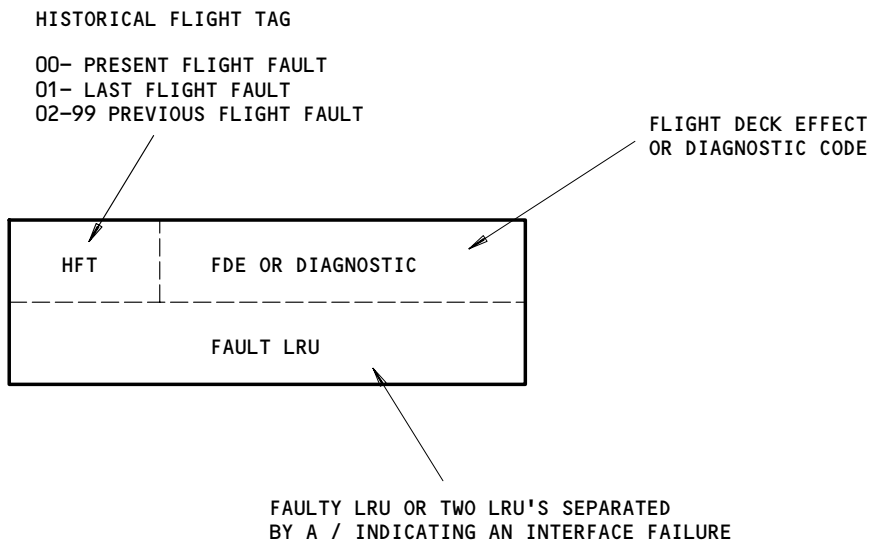 HISTORICAL FLIGHT TAG
00- PRESENT FLIGHT FAULT
01- LAST FLIGHT FAULT
02-99 PREVIOUS FLIGHT FAULT
FLIGHT DECK EFFECT
OR DIAGNOSTIC CODE
HFT
FDE OR DIAGNOSTIC
FAULT LRU
FAULTY LRU OR TWO LRU'S SEPARATED
BY A / INDICATING AN INTERFACE FAILURE